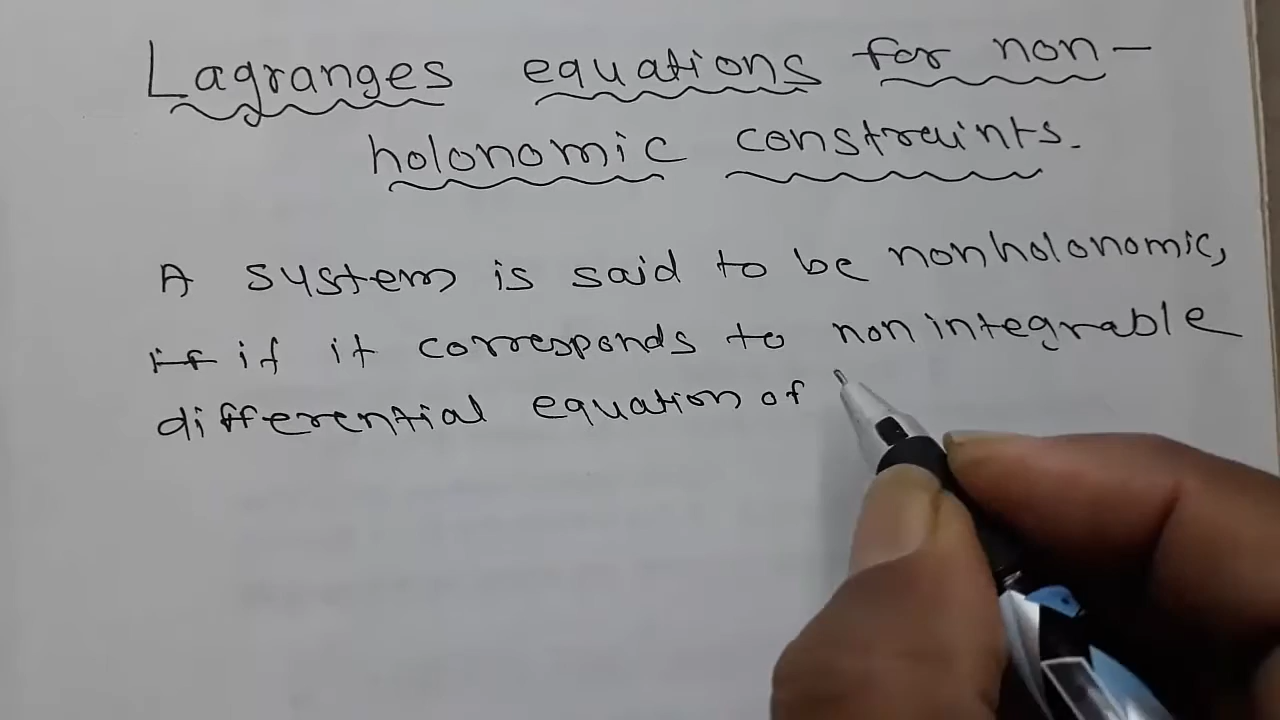 Lagranges equations for non-
holonomic constraints.
A system is said to be nonholonomic,
if if it corresponds to non integrable
differential equation of